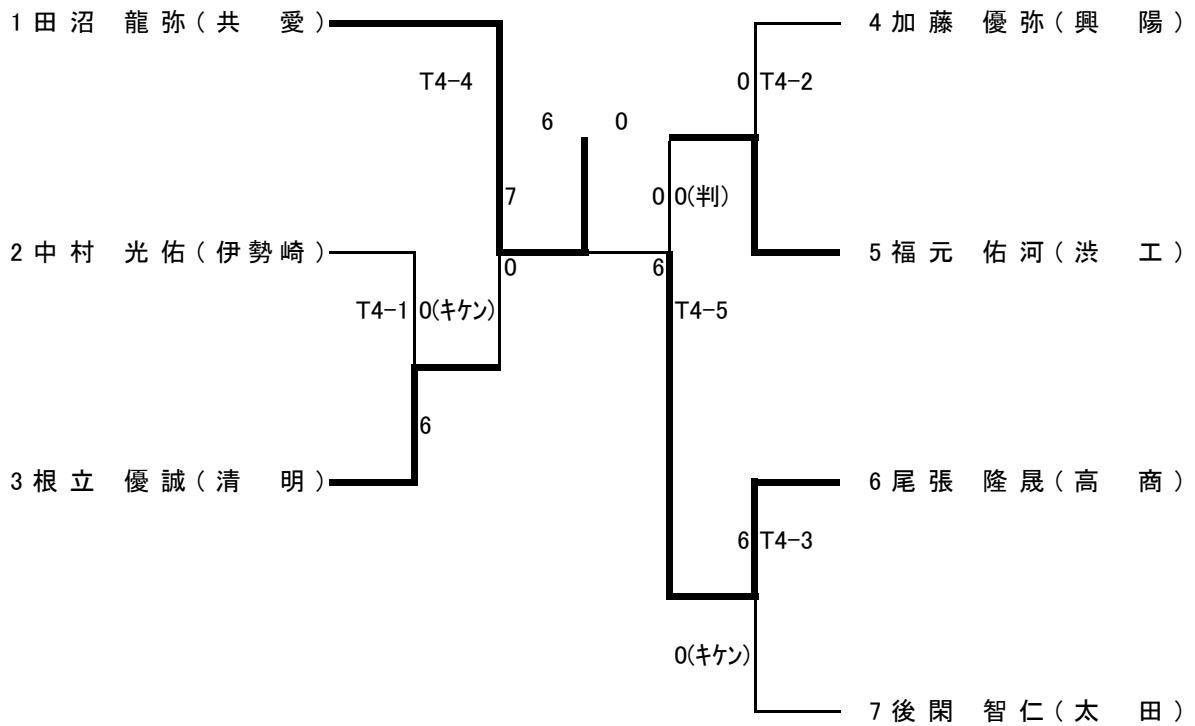 1 田沼 龍弥(共 愛)
4 加藤 優弥(興 陽)
T4-4
0 T4-2
6 0
7
0 0(判)
2 中村 光佑(伊勢崎)
5 福元 佑河(渋 工)
0
6
T4-1 0(キケン)
T4-5
6
3 根立 優誠(清 明)
6 尾張 隆晟(高 商)
6 T4-3
0(キケン)
7 後閑 智仁(太 田)